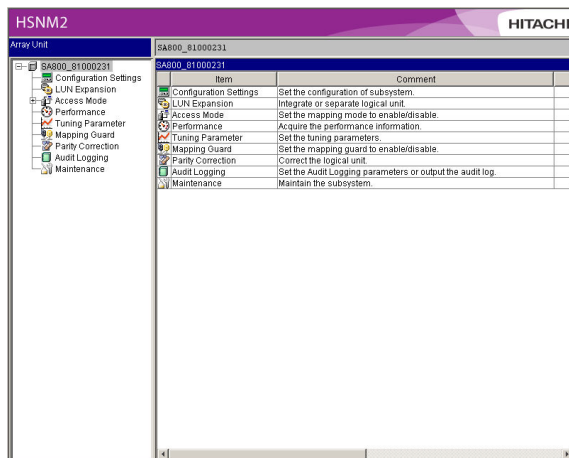 HSNM2
HITACHI
Array Unit
SA800_81000231
SA800_81000231
Configuration Settings
LUN Expansion
Access Mode
Performance
Tuning Parameter
Mapping Guard
Parity Correction
Audit Logging
Maintenance
SA800_81000231
Item Comment
Configuration Settings Set the configuration of subsystem.
LUN Expansion Integrate or separate logical unit.
Access Mode Set the mapping mode to enable/disable.
Performance Acquire the performance information.
Tuning Parameter Set the tuning parameters.
Mapping Guard Set the mapping guard to enable/disable.
Parity Correction Correct the logical unit.
Audit Logging Set the Audit Logging parameters or output the audit log.
Maintenance Maintain the subsystem.